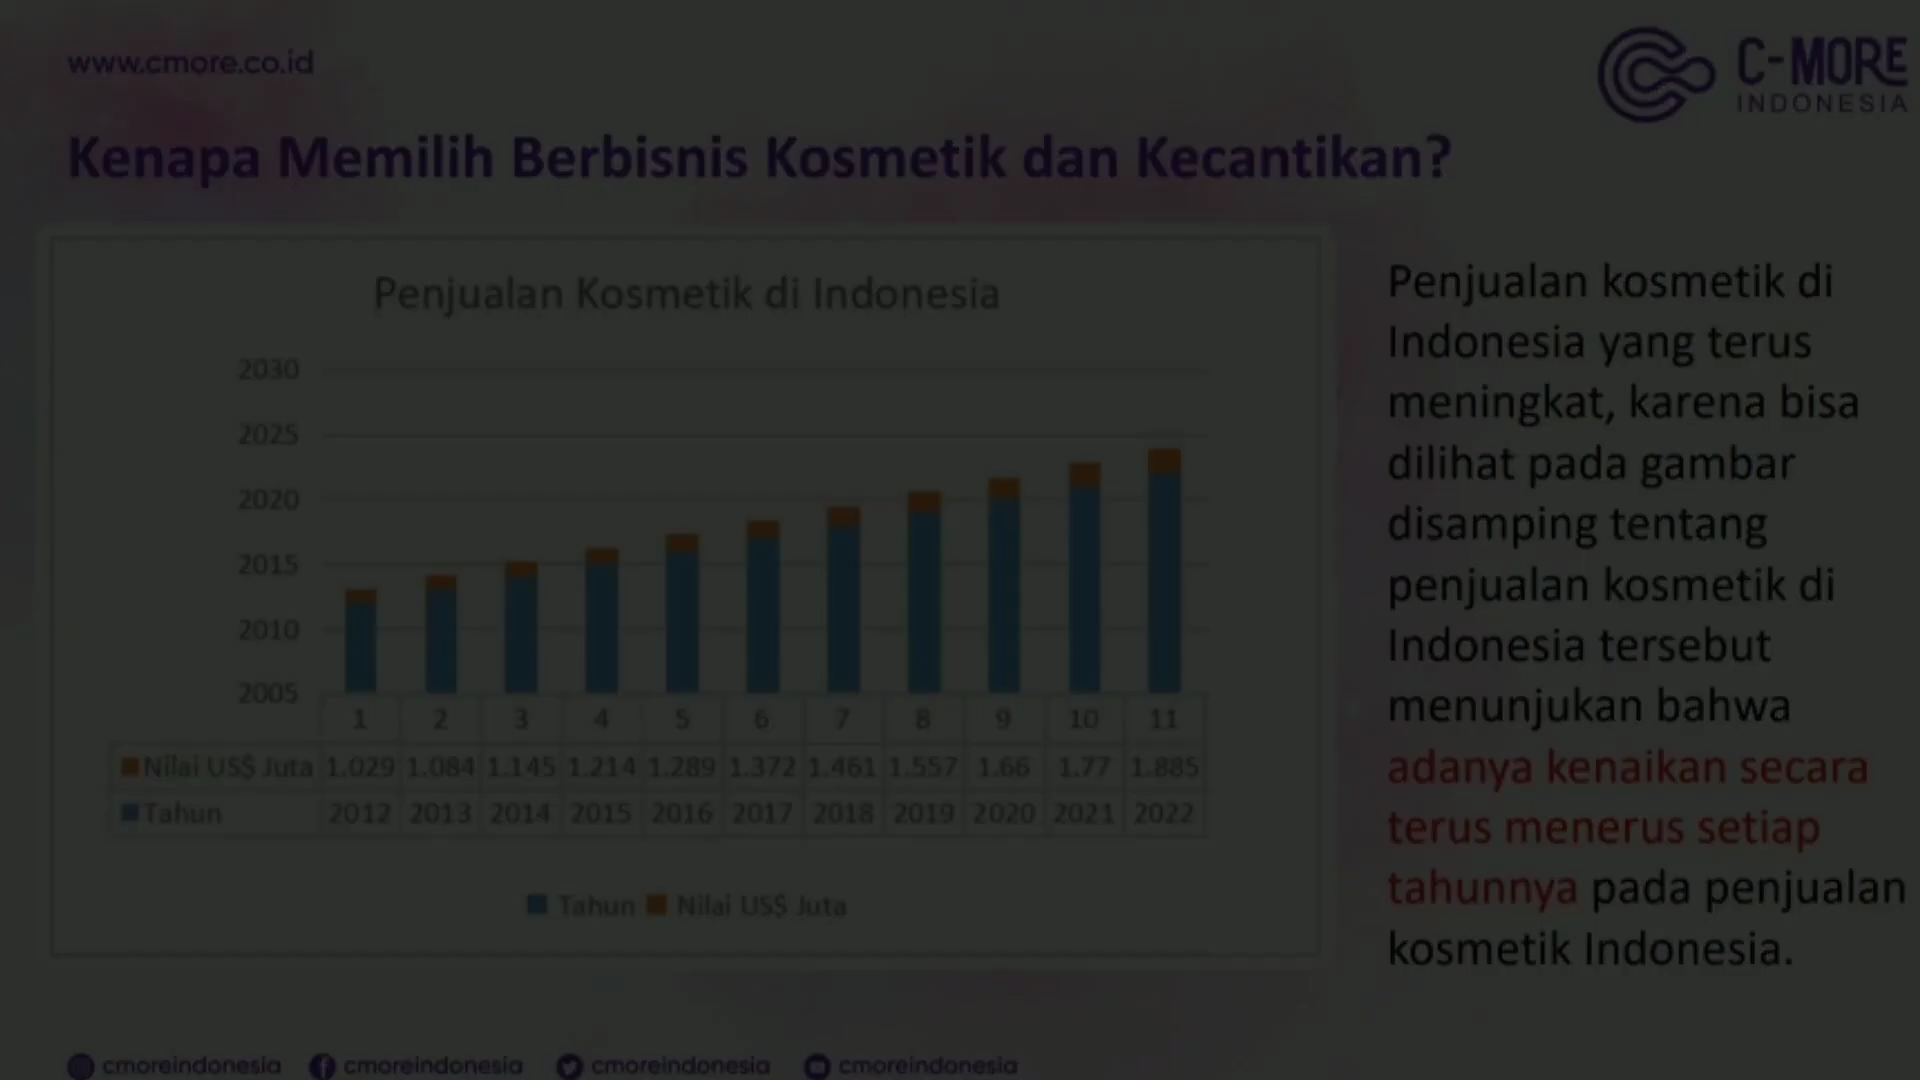 www.cmore.co.id
C-MORE
INDONESIA
Kenapa Memilih Berbisnis Kosmetik dan Kecantikan?
Penjualan Kosmetik di Indonesia
2030
2025
2020
2015
2010
2005
1 2 3 4 5 6 7 8 9 10 11
Nilai US$ Juta 1.029 1.084 1.145 1.214 1.289 1.372 1.461 1.557 1.66 1.77 1.885
Tahun 2012 2013 2014 2015 2016 2017 2018 2019 2020 2021 2022
Tahun Nilai US$ Juta
Penjualan kosmetik di
Indonesia yang terus
meningkat, karena bisa
dilihat pada gambar
disamping tentang
penjualan kosmetik di
Indonesia tersebut
menunjukan bahwa
adanya kenaikan secara
terus menerus setiap
tahunnya pada penjualan
kosmetik Indonesia.
cmoreindonesia cmoreindonesia cmoreindonesia cmoreindonesia